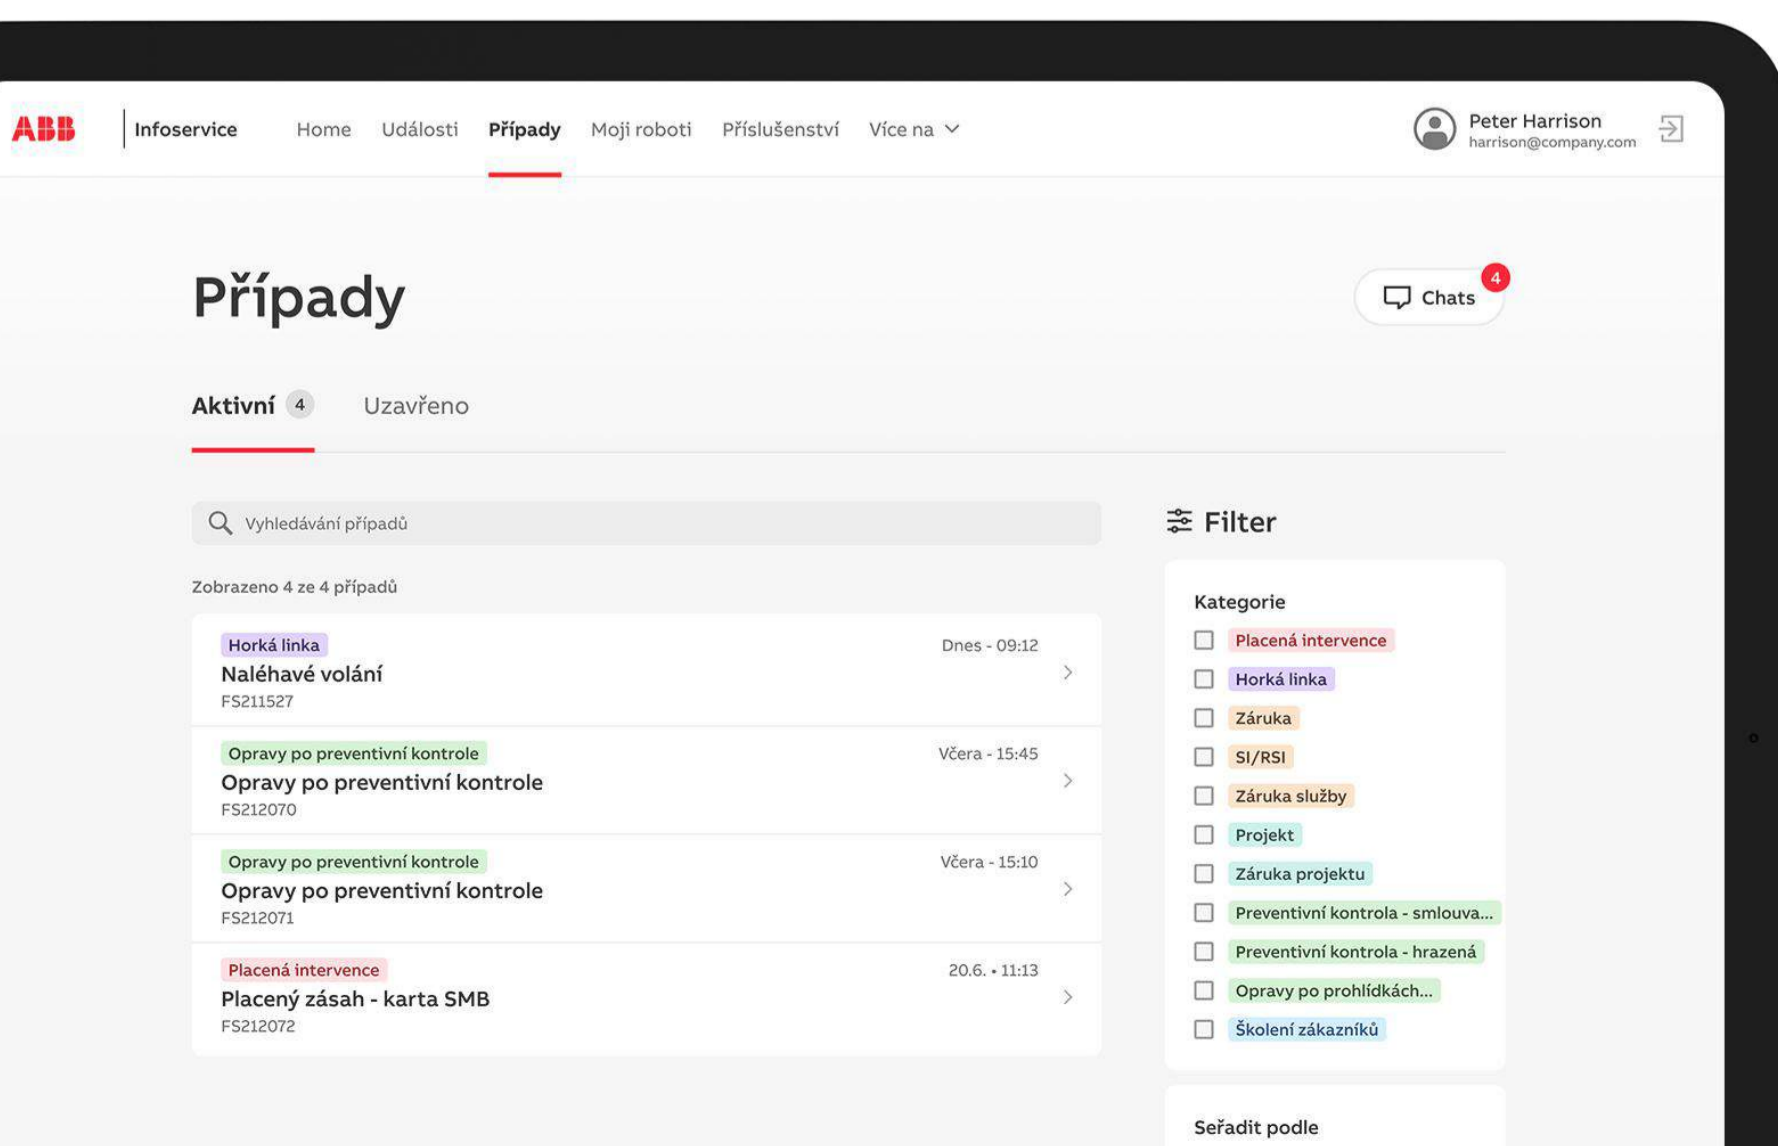 ABB
Infoservice
Home
Události
Případy
Moji roboti
Příslušenství
Více na
Peter Harrison
harrison@company.com
Případy
Chats
4
Aktivní 4
Uzavřeno
Vyhledávání případů
Filter
Zobrazeno 4 ze 4 případů
Horká linka
Dnes - 09:12
Naléhavé volání
FS211527
Opravy po preventivní kontrole
Včera - 15:45
Opravy po preventivní kontrole
FS212070
Opravy po preventivní kontrole
Včera - 15:10
Opravy po preventivní kontrole
FS212071
Placená intervence
20.6. • 11:13
Placený zásah - karta SMB
FS212072
Kategorie
Placená intervence
Horká linka
Záruka
SI/RSI
Záruka služby
Projekt
Záruka projektu
Preventivní kontrola - smlouva...
Preventivní kontrola - hrazená
Opravy po prohlídkách...
Školení zákazníků
Seřadit podle